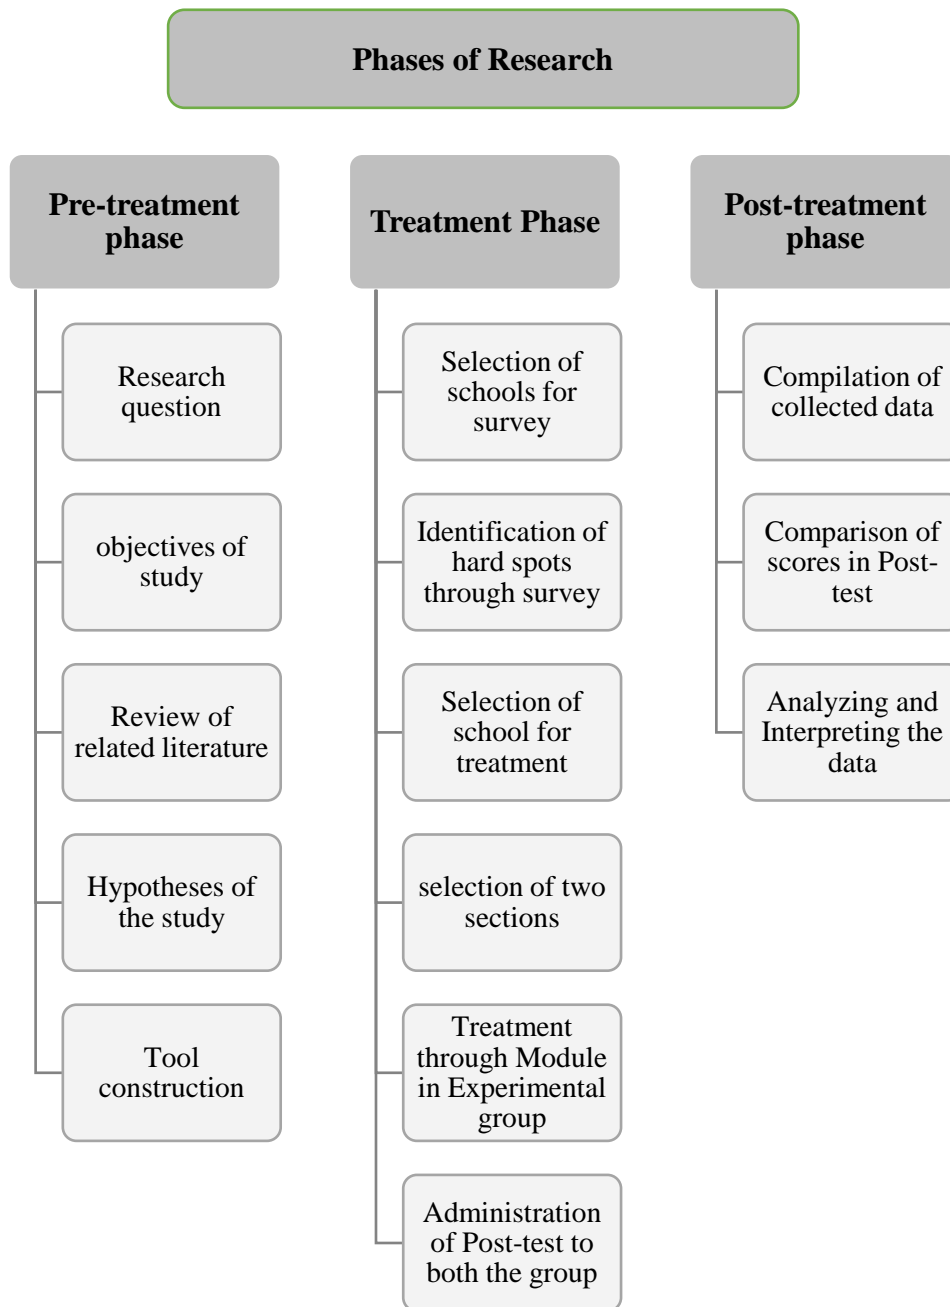 Phases of Research
Pre-treatment
phase
Research
question
objectives of
study
Review of
related literature
Hypotheses of
the study
Tool
construction
Treatment Phase
Selection of
schools for
survey
Identification of
hard spots
through survey
Selection of
school for
treatment
selection of two
sections
Treatment
through Module
in Experimental
group
Administration
of Post-test to
both the group
Post-treatment
phase
Compilation of
collected data
Comparison of
scores in Post-
test
Analyzing and
Interpreting the
data